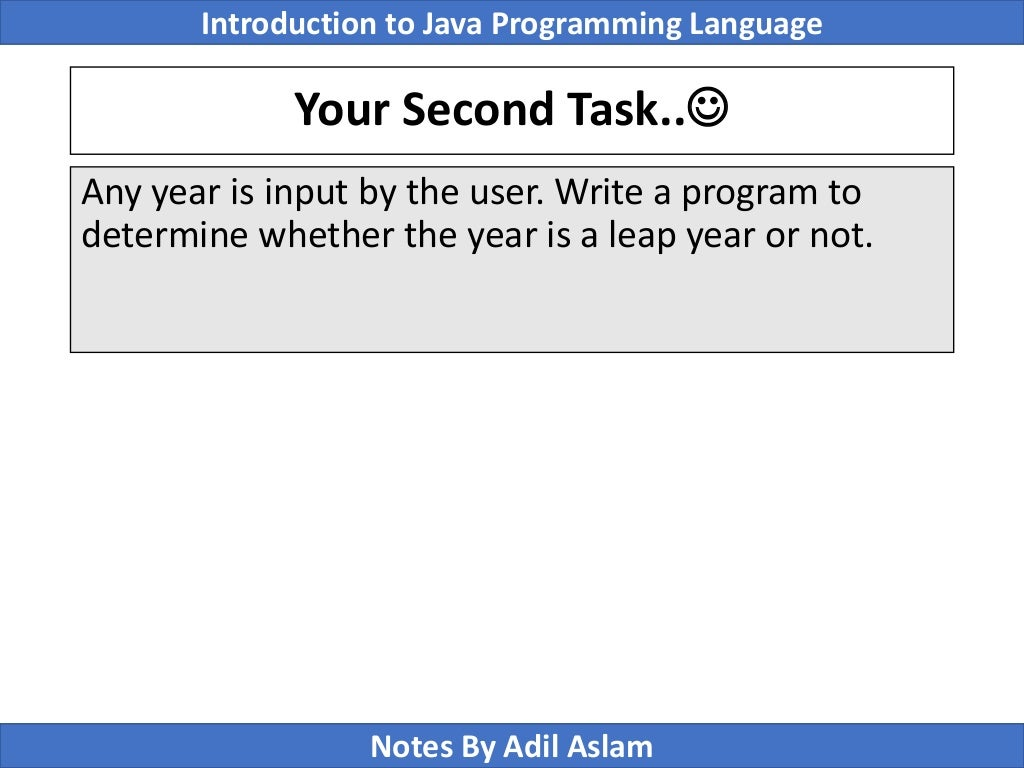 Introduction to Java Programming Language
Your Second Task..☺
Any year is input by the user. Write a program to
determine whether the year is a leap year or not.
Notes By Adil Aslam